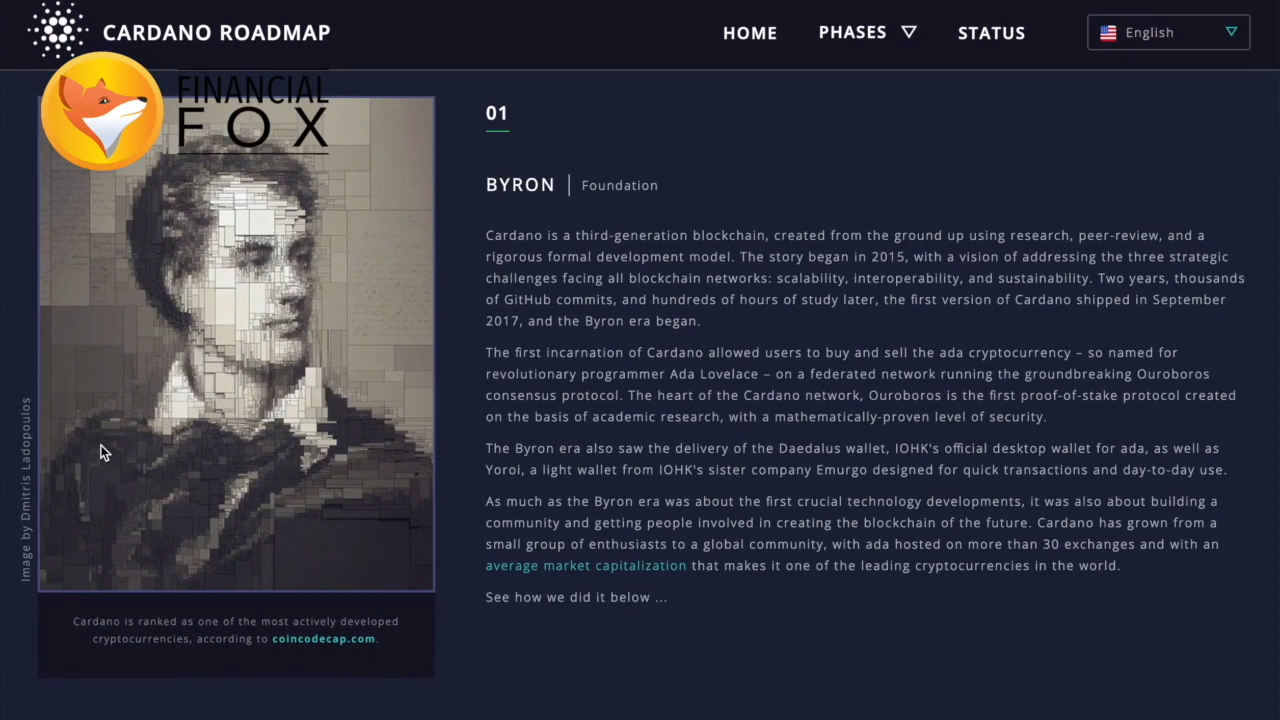 CARDANO ROADMAP
HOME
PHASES
STATUS
English
FINANCIAL
FOX
01
BYRON | Foundation
Cardano is a third-generation blockchain, created from the ground up using research, peer-review, and a
rigorous formal development model. The story began in 2015, with a vision of addressing the three strategic
challenges facing all blockchain networks: scalability, interoperability, and sustainability. Two years, thousands
of GitHub commits, and hundreds of hours of study later, the first version of Cardano shipped in September
2017, and the Byron era began.
The first incarnation of Cardano allowed users to buy and sell the ada cryptocurrency – so named for
revolutionary programmer Ada Lovelace – on a federated network running the groundbreaking Ouroboros
consensus protocol. The heart of the Cardano network, Ouroboros is the first proof-of-stake protocol created
on the basis of academic research, with a mathematically-proven level of security.
The Byron era also saw the delivery of the Daedalus wallet, IOHK's official desktop wallet for ada, as well as
Yoroi, a light wallet from IOHK's sister company Emurgo designed for quick transactions and day-to-day use.
As much as the Byron era was about the first crucial technology developments, it was also about building a
community and getting people involved in creating the blockchain of the future. Cardano has grown from a
small group of enthusiasts to a global community, with ada hosted on more than 30 exchanges and with an
average market capitalization that makes it one of the leading cryptocurrencies in the world.
See how we did it below ...
Image by Dmitris Ladopoulos
Cardano is ranked as one of the most actively developed
cryptocurrencies, according to coincodecap.com.